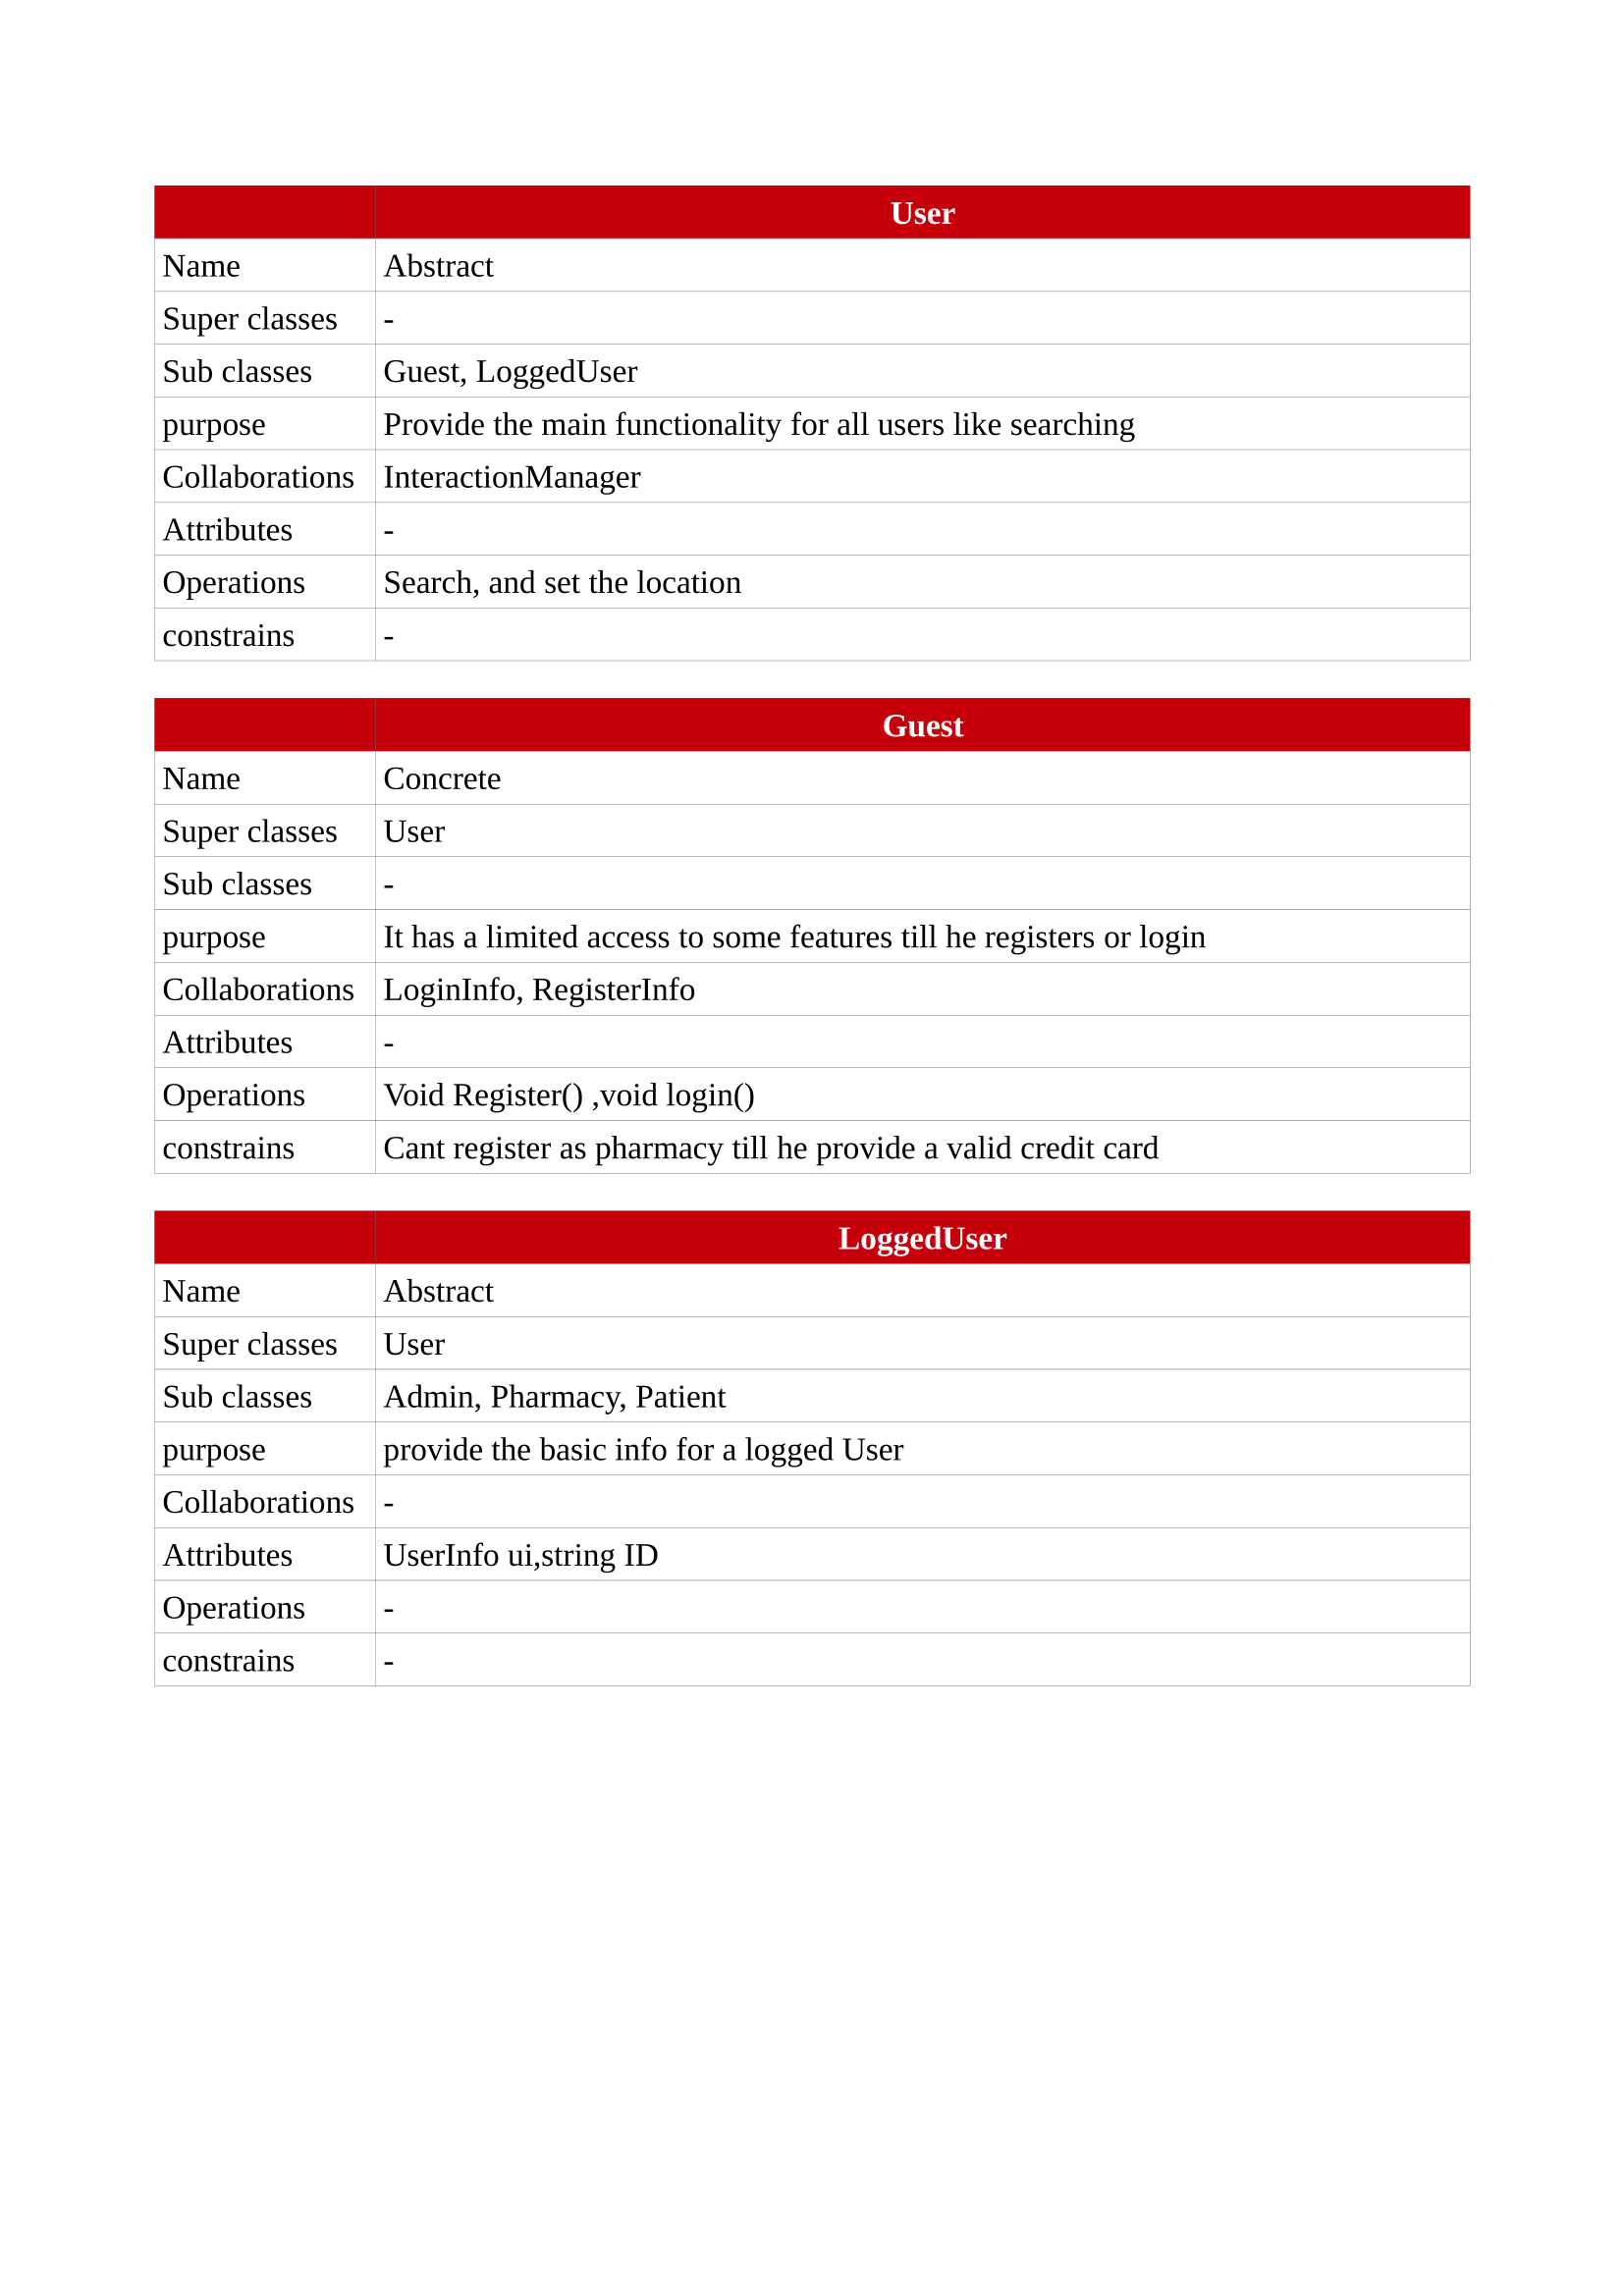 User
Name Abstract
Super classes -
Sub classes Guest, LoggedUser
purpose Provide the main functionality for all users like searching
Collaborations InteractionManager
Attributes -
Operations Search, and set the location
constrains -
Guest
Name Concrete
Super classes User
Sub classes -
purpose It has a limited access to some features till he registers or login
Collaborations LoginInfo, RegisterInfo
Attributes -
Operations Void Register() ,void login()
constrains Cant register as pharmacy till he provide a valid credit card
LoggedUser
Name Abstract
Super classes User
Sub classes Admin, Pharmacy, Patient
purpose provide the basic info for a logged User
Collaborations -
Attributes UserInfo ui,string ID
Operations -
constrains -